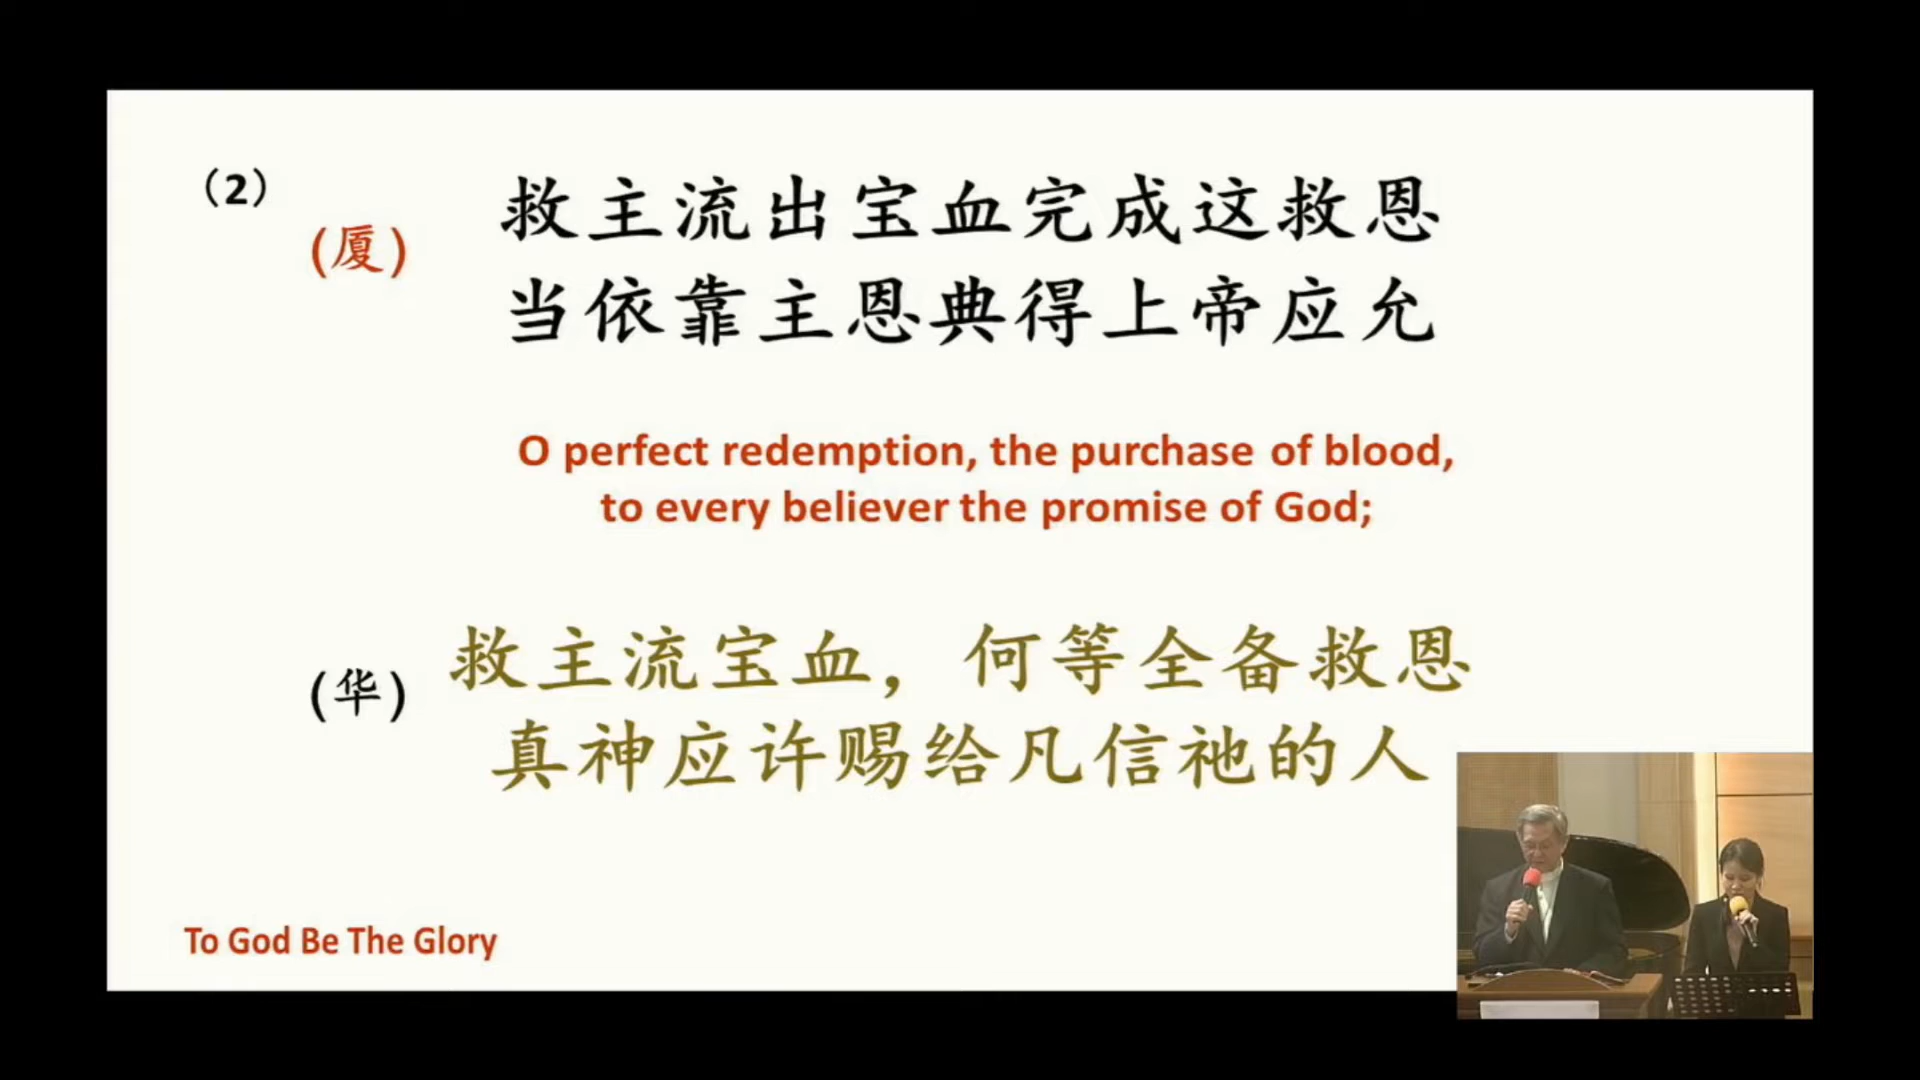 （2）
(厦)
救主流出宝血完成这救恩
当依靠主恩典得上帝应允
O perfect redemption, the purchase of blood,
to every believer the promise of God;
(华)
救主流宝血，何等全备救恩
真神应许赐给凡信祂的人
To God Be The Glory